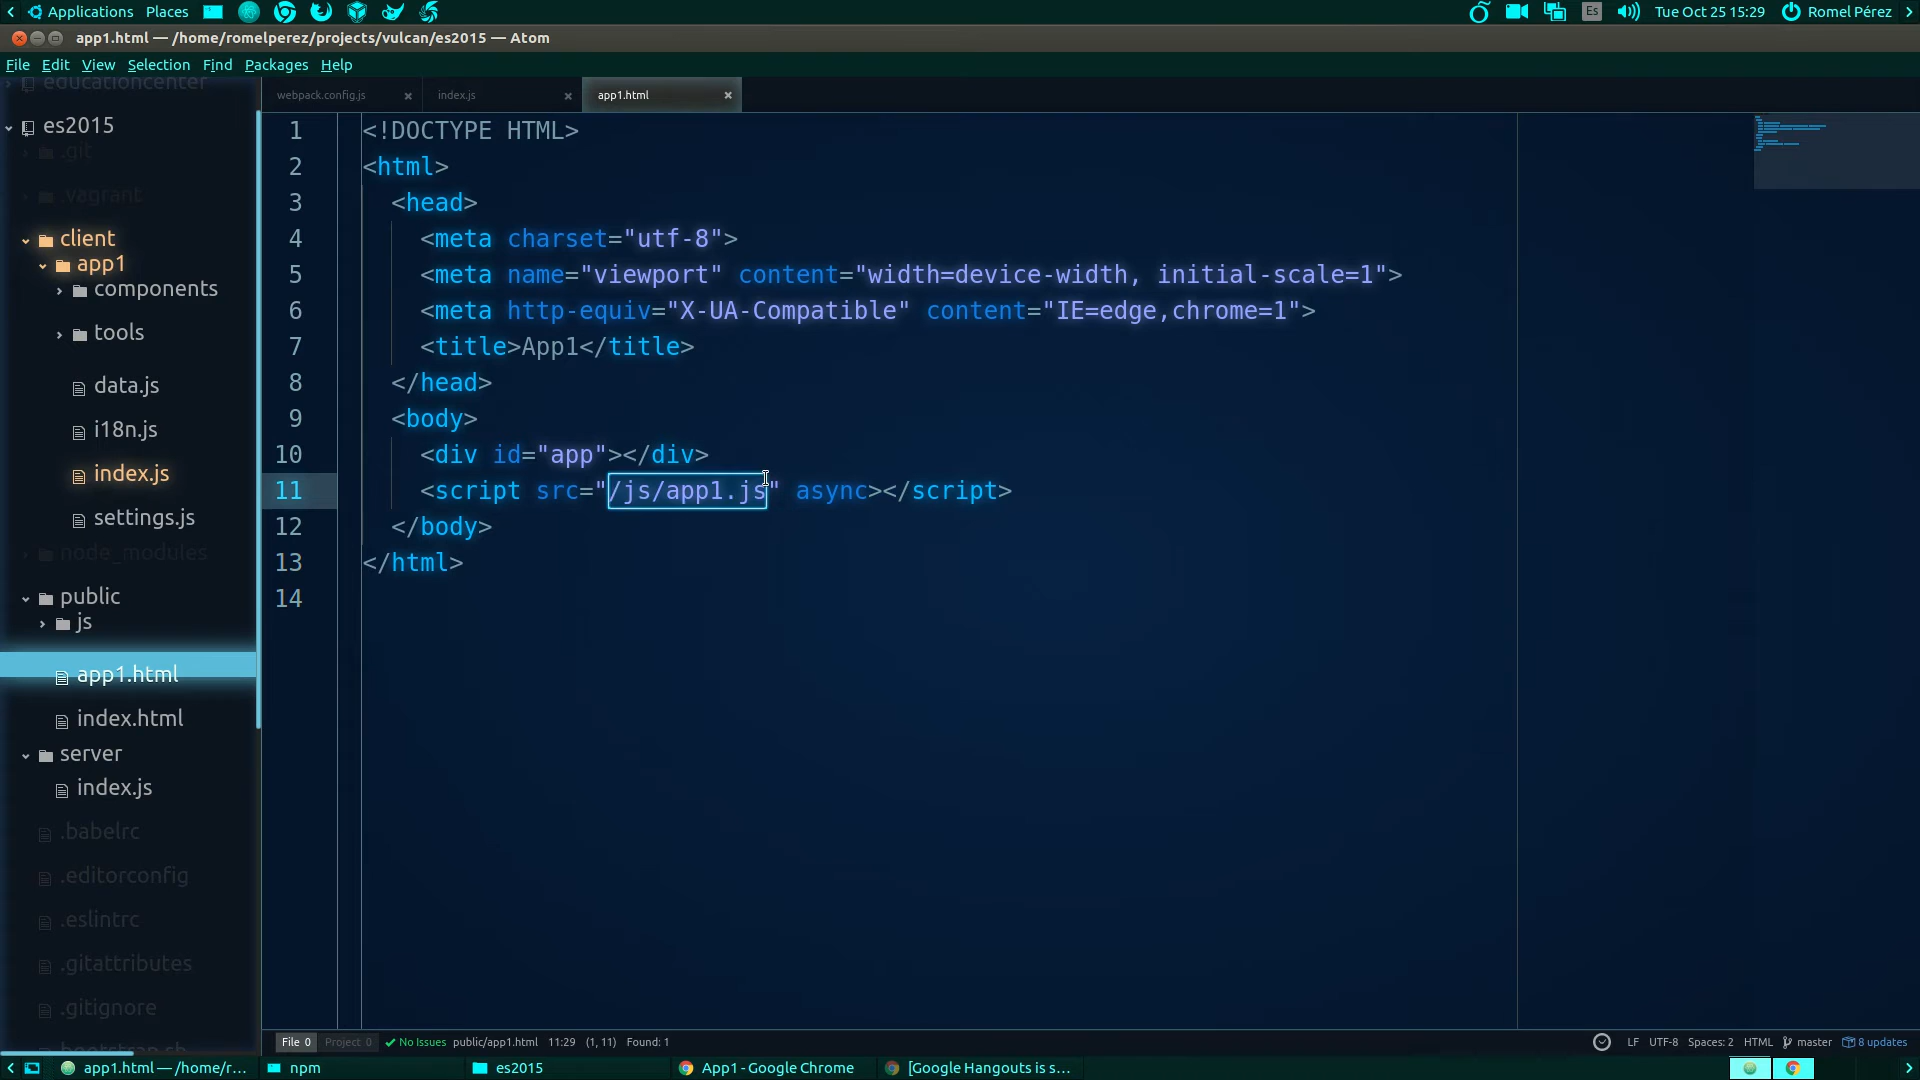 Applications Places
Es Tue Oct 25 15:29 Romel Pérez
app1.html — /home/romelperez/projects/vulcan/es2015 — Atom
File Edit View Selection Find Packages Help
educationcenter
es2015
.git
.vagrant
client
app1
components
tools
data.js
i18n.js
index.js
settings.js
node_modules
public
js
app1.html
index.html
server
index.js
.babelrc
.editorconfig
.eslintrc
.gitattributes
.gitignore
bootstrap.sh
webpack.config.js index.js app1.html
1 <!DOCTYPE HTML>
2 <html>
3 <head>
4 <meta charset="utf-8">
5 <meta name="viewport" content="width=device-width, initial-scale=1">
6 <meta http-equiv="X-UA-Compatible" content="IE=edge,chrome=1">
7 <title>App1</title>
8 </head>
9 <body>
10 <div id="app"></div>
11 <script src="/js/app1.js" async></script>
12 </body>
13 </html>
14
File 0 Project 0 No Issues public/app1.html 11:29 (1, 11) Found: 1 LF UTF-8 Spaces: 2 HTML master 8 updates
app1.html — /home/r... npm es2015 App1 - Google Chrome [Google Hangouts is s...